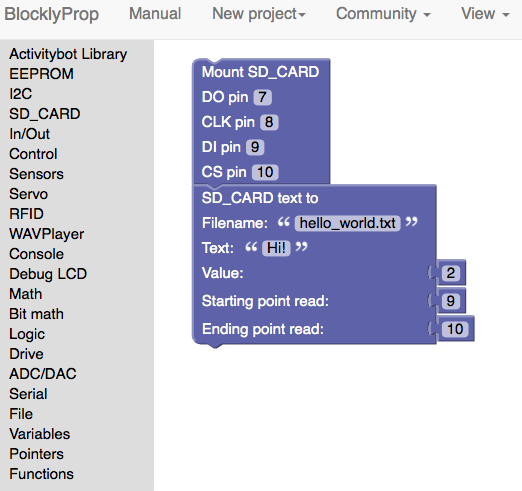 BlocklyProp Manual New project Community View
Activitybot Library
EEPROM
I2C
SD_CARD
In/Out
Control
Sensors
Servo
RFID
WAVPlayer
Console
Debug LCD
Math
Bit math
Logic
Drive
ADC/DAC
Serial
File
Variables
Pointers
Functions
Mount SD_CARD
DO pin 7
CLK pin 8
DI pin 9
CS pin 10
SD_CARD text to
Filename: “ hello_world.txt ”
Text: “ Hi! ”
Value: 2
Starting point read: 9
Ending point read: 10